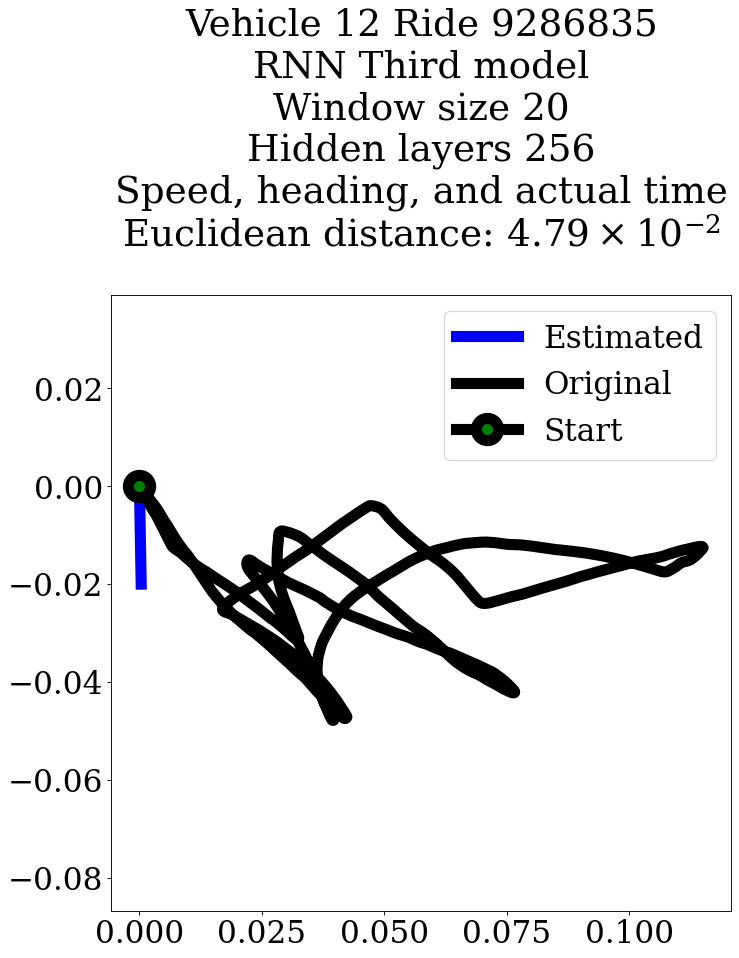 Vehicle 12 Ride 9286835
RNN Third model
Window size 20
Hidden layers 256
Speed, heading, and actual time
Euclidean distance: 4.79 × 10⁻²
Estimated
Original
Start
0.02
0.00
−0.02
−0.04
−0.06
−0.08
0.000 0.025 0.050 0.075 0.100